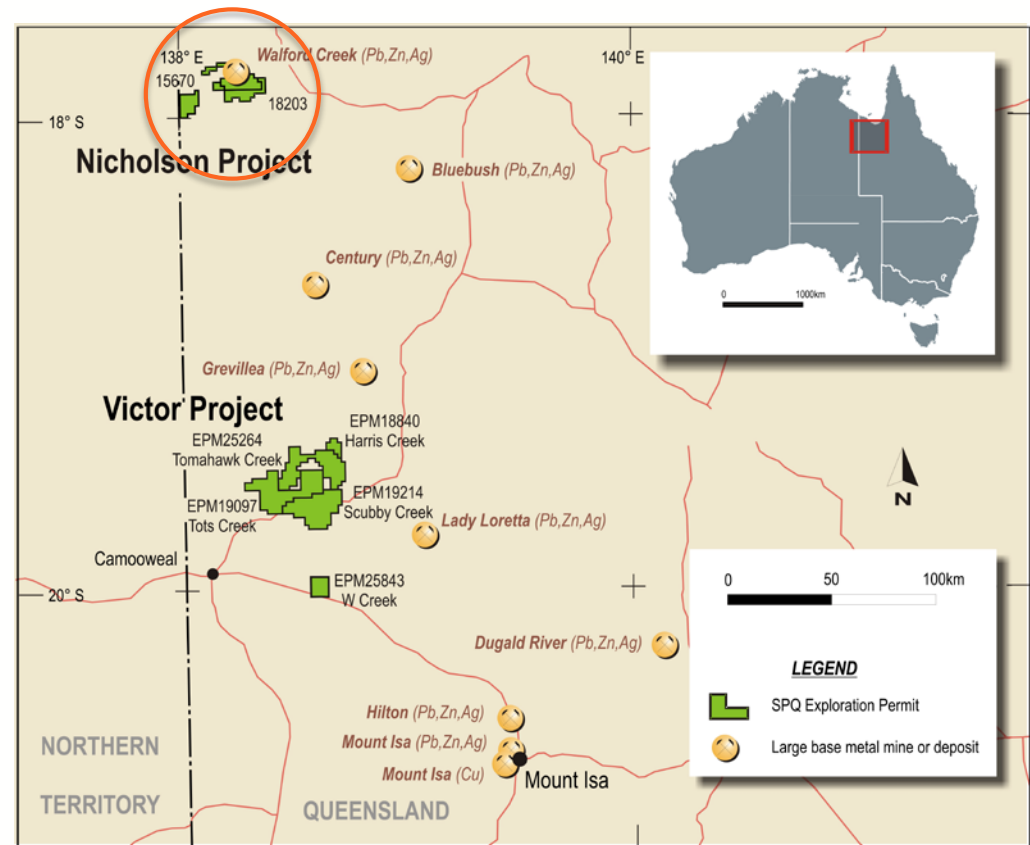 138° E
Walford Creek (Pb,Zn,Ag)
140° E
15670
18203
18° S
Nicholson Project
Bluebush (Pb,Zn,Ag)
Century (Pb,Zn,Ag)
0
1000km
Grevillea (Pb,Zn,Ag)
Victor Project
EPM18840
Harris Creek
EPM25264
Tomahawk Creek
EPM19214
Scubby Creek
EPM19097
Tots Creek
N
Lady Loretta (Pb,Zn,Ag)
Camooweal
EPM25843
W Creek
20° S
0 50 100km
Dugald River (Pb,Zn,Ag)
LEGEND
SPQ Exploration Permit
Large base metal mine or deposit
Hilton (Pb,Zn,Ag)
Mount Isa (Pb,Zn,Ag)
Mount Isa (Cu)
Mount Isa
NORTHERN
TERRITORY
QUEENSLAND